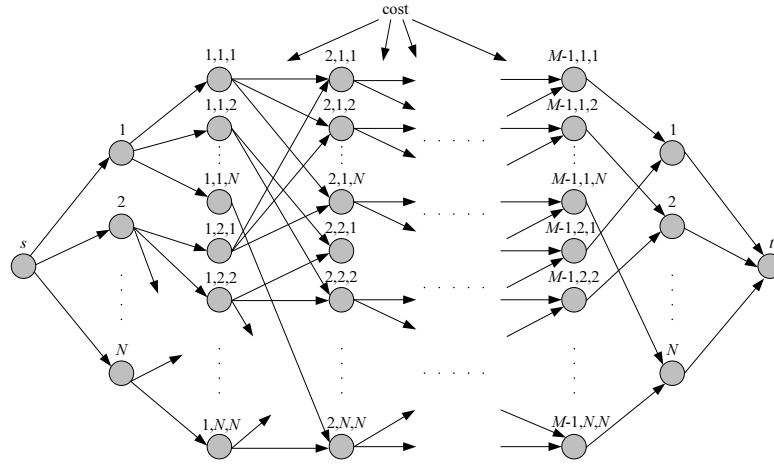 cost
1,1,1 2,1,1 M-1,1,1
1,1,2 2,1,2 M-1,1,2
1 1
1,1,N 2,1,N M-1,1,N
2 2
s 1,2,1 2,2,1 M-1,2,1 t
1,2,2 2,2,2 M-1,2,2
N N
1,N,N 2,N,N M-1,N,N